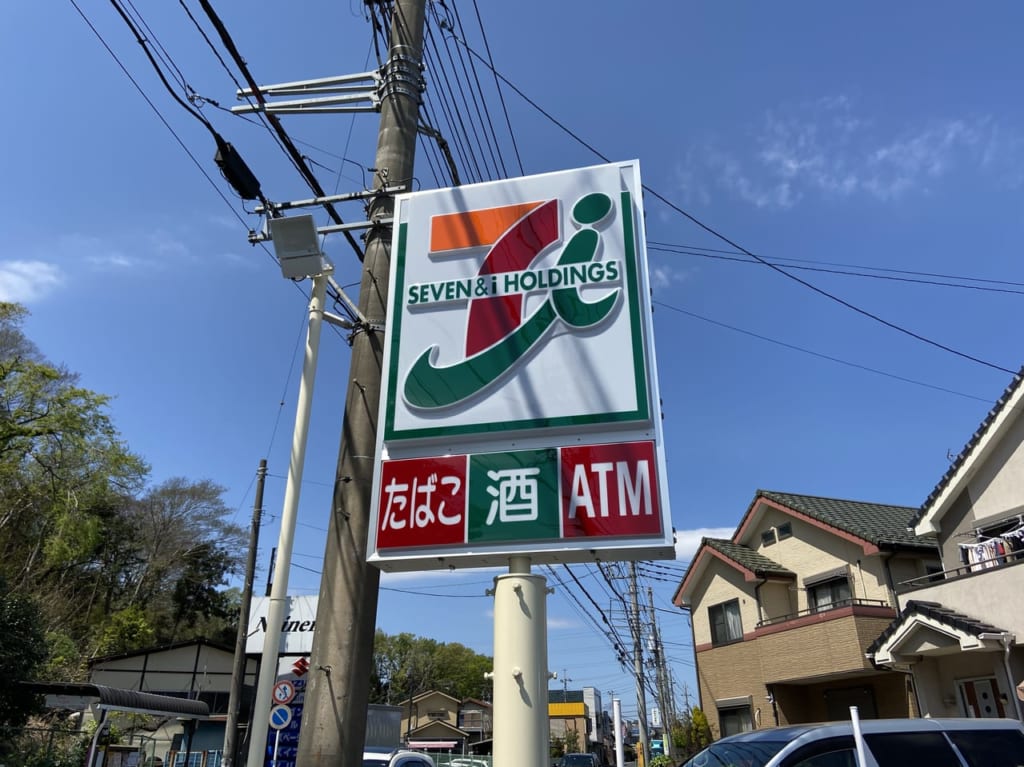 SEVEN & i HOLDINGS
たばこ 酒 ATM